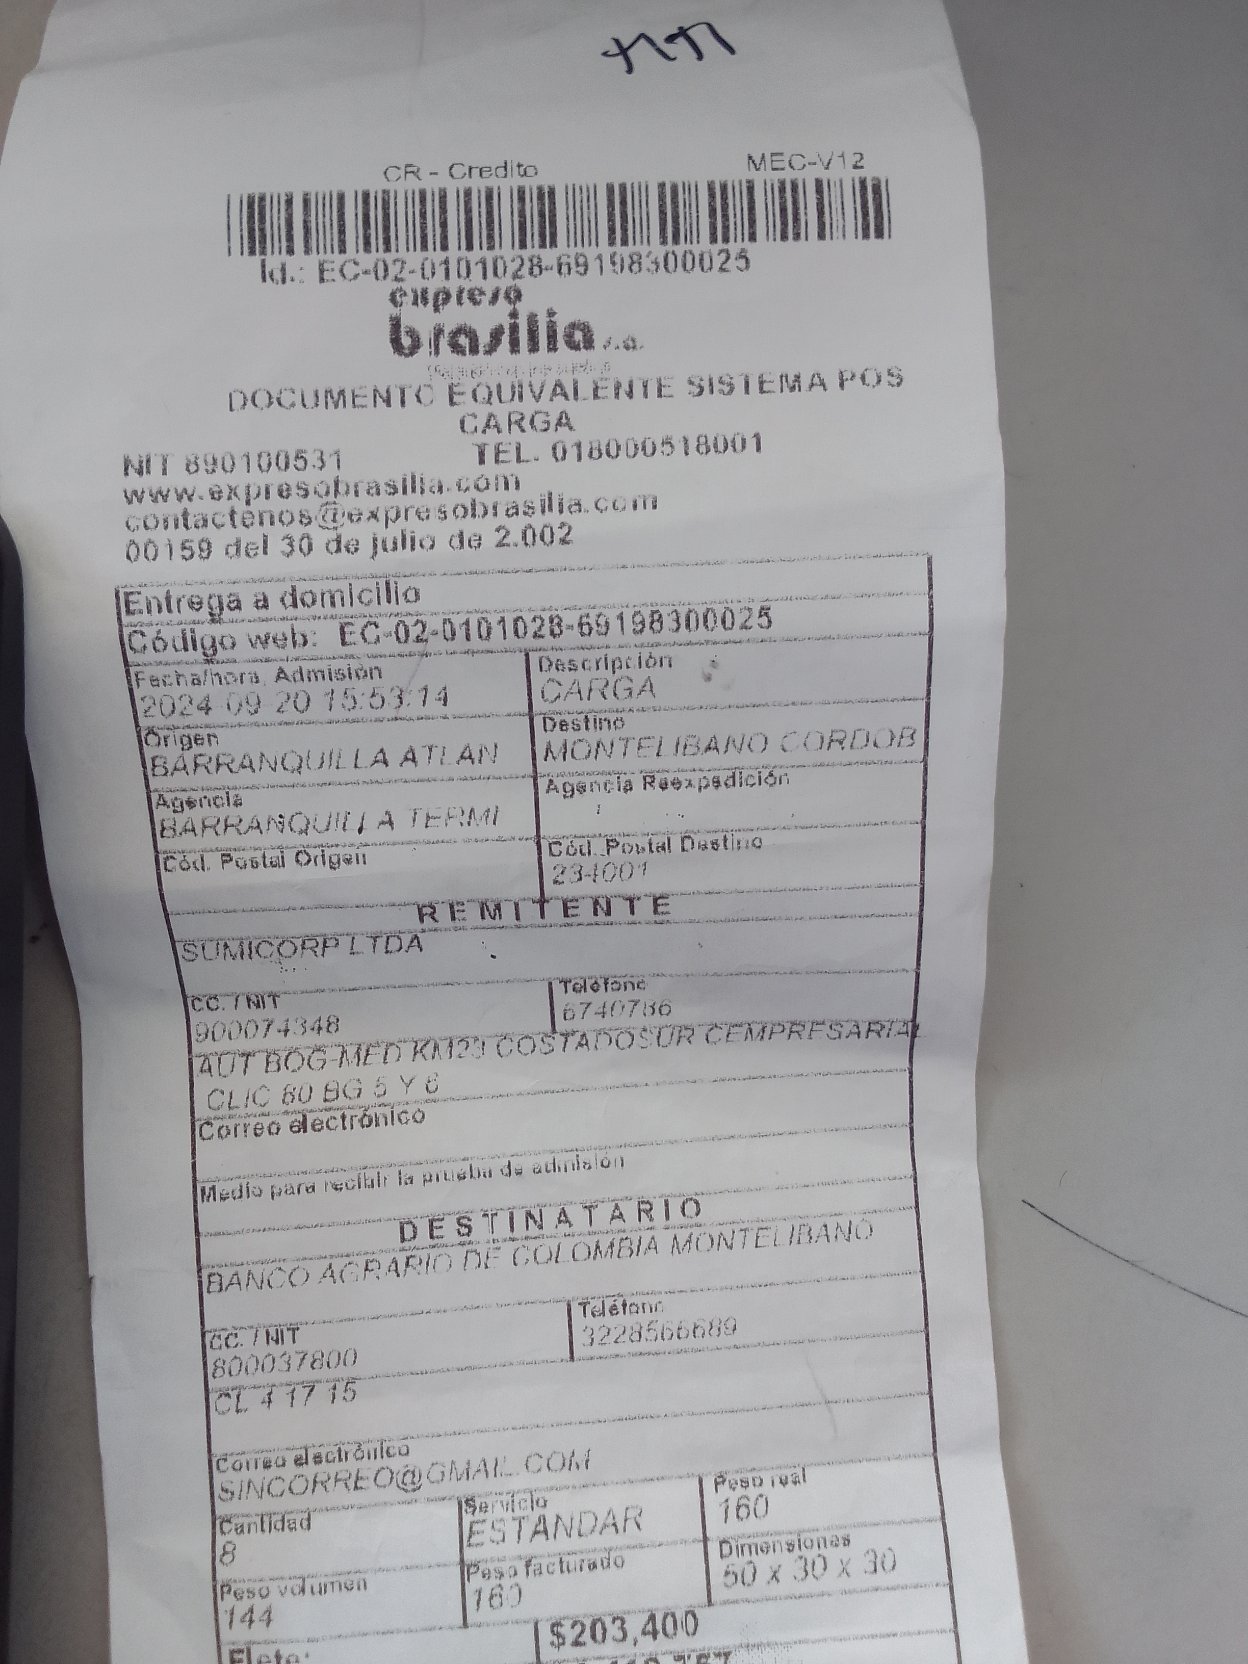 CR - Credito MEC-V12
Id.: EC-02-0101028-69198300025
expreso
brasilia s.a.
DOCUMENTO EQUIVALENTE SISTEMA POS
CARGA
NIT 890100531 TEL. 018000518001
www.expresobrasilia.com
contactenos@expresobrasilia.com
00159 del 30 de julio de 2.002
Entrega a domicilio
Código web: EC-02-0101028-69198300025
Fecha/hora, Admisión Descripción
2024-09-20 15:53:14 CARGA
Origen Destino
BARRANQUILLA ATLAN MONTELIBANO CORDOB
Agencia Agencia Reexpedición
BARRANQUILLA TERMI
Cód. Postal Origen Cód. Postal Destino
234001
REMITENTE
SUMICORP LTDA
CC. / NIT Teléfono
900074348 6740786
AUT BOG-MED KM23 COSTADOSUR CEMPRESARIAL
CLIC 80 BG 5 Y 6
Correo electrónico
Medio para recibir la prueba de admisión
DESTINATARIO
BANCO AGRARIO DE COLOMBIA MONTELIBANO
CC. / NIT Teléfono
800037800 3228566689
CL 4 17 15
Correo electrónico
SINCORREO@GMAIL.COM
Cantidad Servicio Peso real
8 ESTANDAR 160
Peso volumen Peso facturado Dimensiones
144 160 50 x 30 x 30
Flete: $203,400